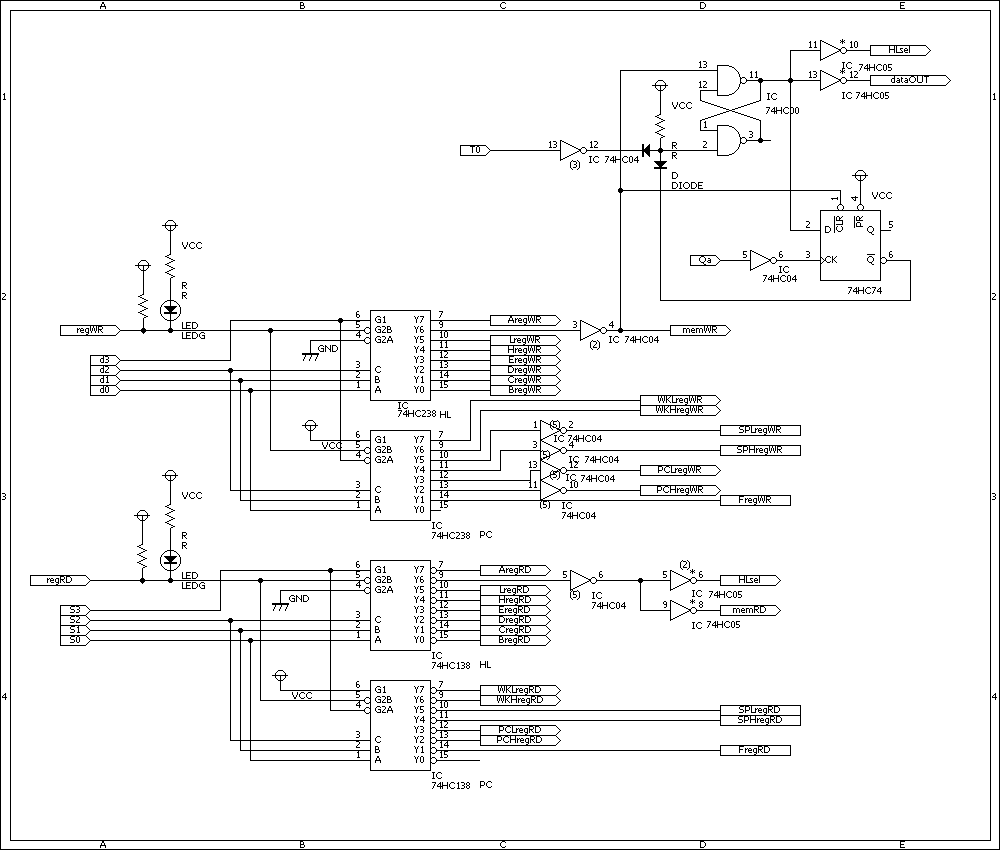 A B C D E
11 * 10 HLsel
IC 74HC05
13 * 12 dataOUT
IC 74HC05
13
12 11
IC
74HC00
VCC
1
2 3
1 1
T0 13 12
IC 74HC04
(3)
R
R
D
DIODE
1 4 VCC
CLR PR
2 D Q 5
3 CK Q 6
74HC74
Qa 5 6
IC
74HC04
VCC
R
R
LED
LEDG
2 2
regWR
GND
d3
d2
d1
d0
6 G1 Y7 7 AregWR
5 G2B Y6 9
4 G2A Y5 10 LregWR
Y4 11 HregWR
Y3 12 EregWR
3 C Y2 13 DregWR
2 B Y1 14 CregWR
1 A Y0 15 BregWR
IC
74HC238 HL
3 4 memWR
(2) IC 74HC04
WKLregWR
WKHregWR
VCC
6 G1 Y7 7
5 G2B Y6 9
4 G2A Y5 10
Y4 11
Y3 12
3 C Y2 13
2 B Y1 14
1 A Y0 15
IC
74HC238 PC
1 (5) 2 SPLregWR
IC 74HC04
3 (5) 4 SPHregWR
IC 74HC04
13 (5) 12 PCLregWR
IC 74HC04
11 (5) 10 PCHregWR
IC
74HC04
FregWR
3 3
VCC
R
R
LED
LEDG
regRD
GND
S3
S2
S1
S0
6 G1 Y7 7 AregRD
5 G2B Y6 9
4 G2A Y5 10 LregRD
Y4 11 HregRD
Y3 12 EregRD
3 C Y2 13 DregRD
2 B Y1 14 CregRD
1 A Y0 15 BregRD
IC
74HC138 HL
5 6
(5) IC
74HC04
(2)
5 * 6 HLsel
IC 74HC05
9 * 8 memRD
IC 74HC05
4 4
VCC
6 G1 Y7 7 WKLregRD
5 G2B Y6 9 WKHregRD
4 G2A Y5 10 SPLregRD
Y4 11 SPHregRD
Y3 12 PCLregRD
3 C Y2 13 PCHregRD
2 B Y1 14 FregRD
1 A Y0 15
IC
74HC138 PC
A B C D E